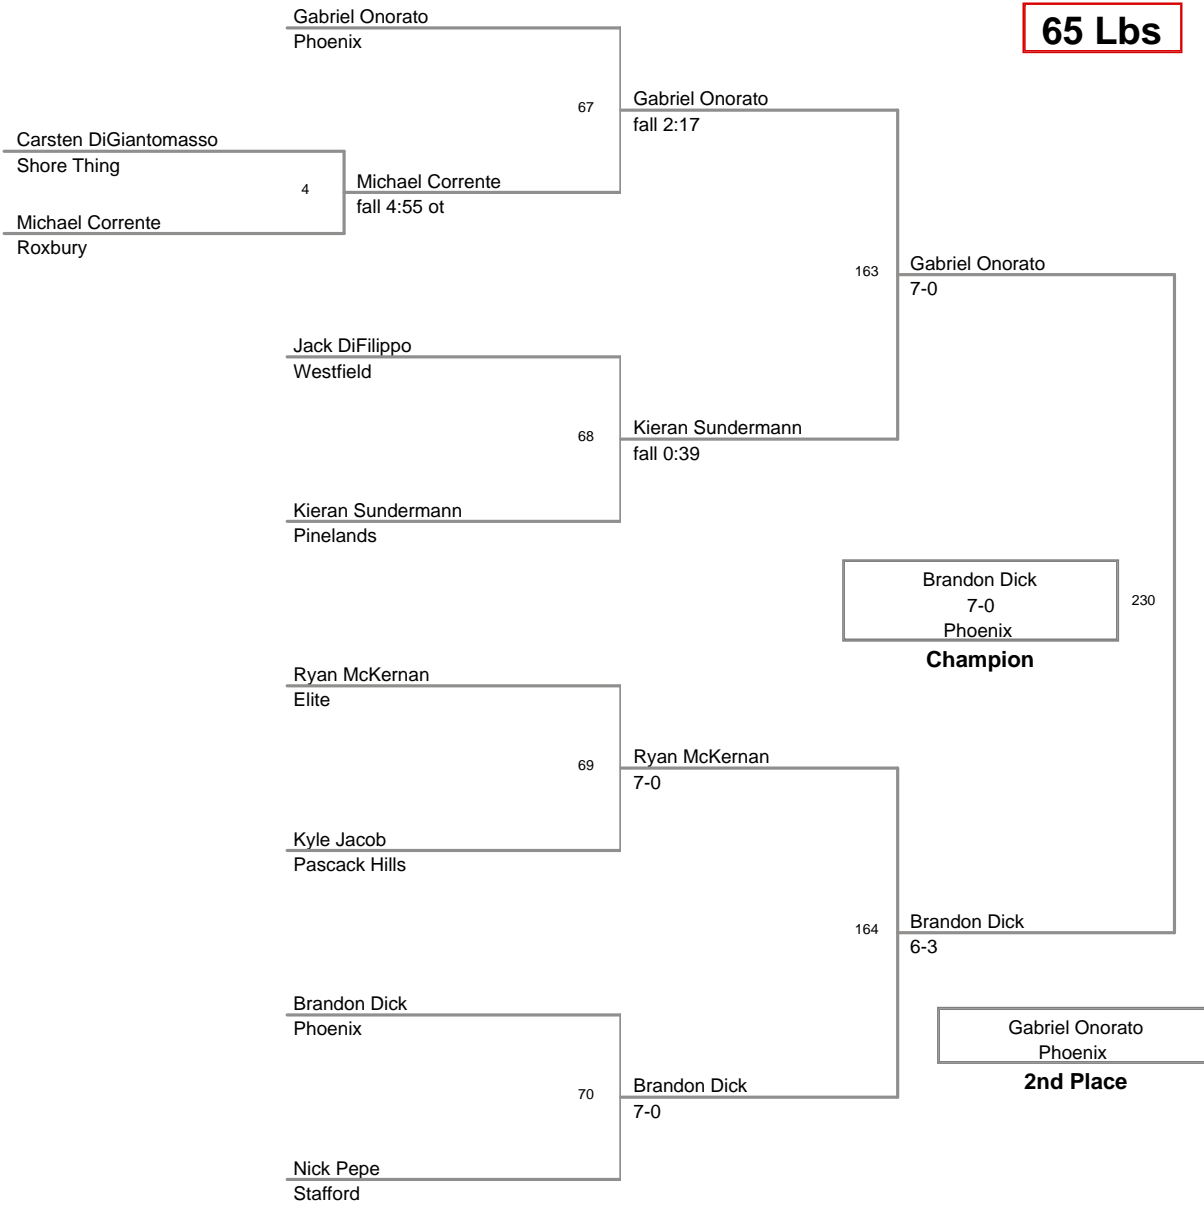 Gabriel Onorato
Phoenix
65 Lbs
67
Gabriel Onorato
fall 2:17
Carsten DiGiantomasso
Shore Thing
4
Michael Corrente
fall 4:55 ot
Michael Corrente
Roxbury
163
Gabriel Onorato
7-0
Jack DiFilippo
Westfield
68
Kieran Sundermann
fall 0:39
Kieran Sundermann
Pinelands
Brandon Dick
7-0
Phoenix
Champion
230
Ryan McKernan
Elite
69
Ryan McKernan
7-0
Kyle Jacob
Pascack Hills
164
Brandon Dick
6-3
Brandon Dick
Phoenix
Gabriel Onorato
Phoenix
2nd Place
70
Brandon Dick
7-0
Nick Pepe
Stafford